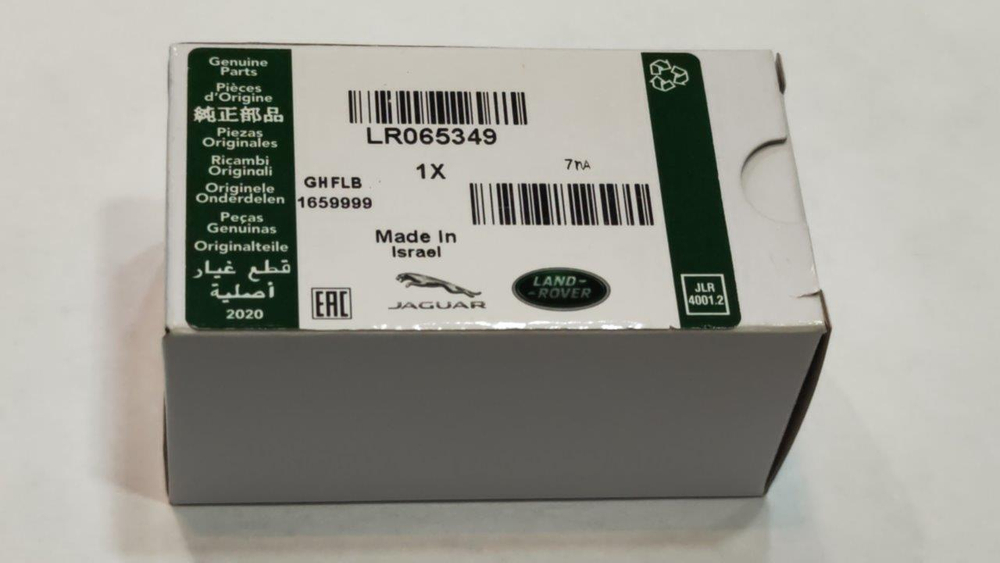 Genuine
Parts
Pièces
d'Origine
純正部品
Piezas
Originales
Ricambi
Originali
Originele
Onderdelen
Peças
Genuinas
Originalteile
قطع غيار
أصلية
2020
LR065349
1X
GHFLB
1659999
Made In
Israel
EAC
JAGUAR
LAND-
-ROVER
JLR
4001.2